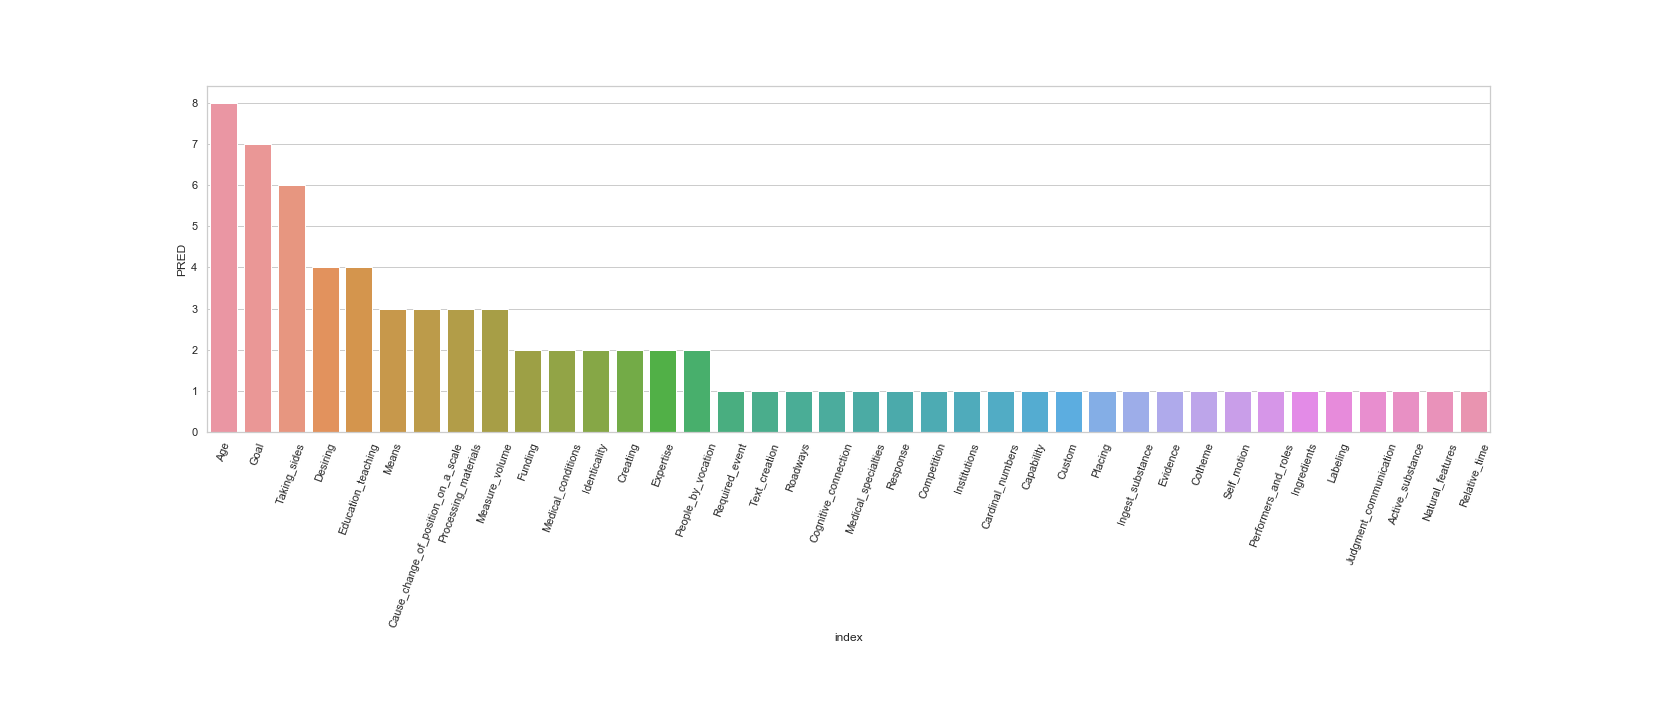 8
7
6
5
4
3
2
1
0
PRED
Age
Goal
Taking_sides
Desiring
Education_teaching
Means
Cause_change_of_position_on_a_scale
Processing_materials
Measure_volume
Funding
Medical_conditions
Identicality
Creating
Expertise
People_by_vocation
Required_event
Text_creation
Roadways
Cognitive_connection
Medical_specialties
Response
Competition
Institutions
Cardinal_numbers
Capability
Custom
Placing
Ingest_substance
Evidence
Cotheme
Self_motion
Performers_and_roles
Ingredients
Labeling
Judgment_communication
Active_substance
Natural_features
Relative_time
index